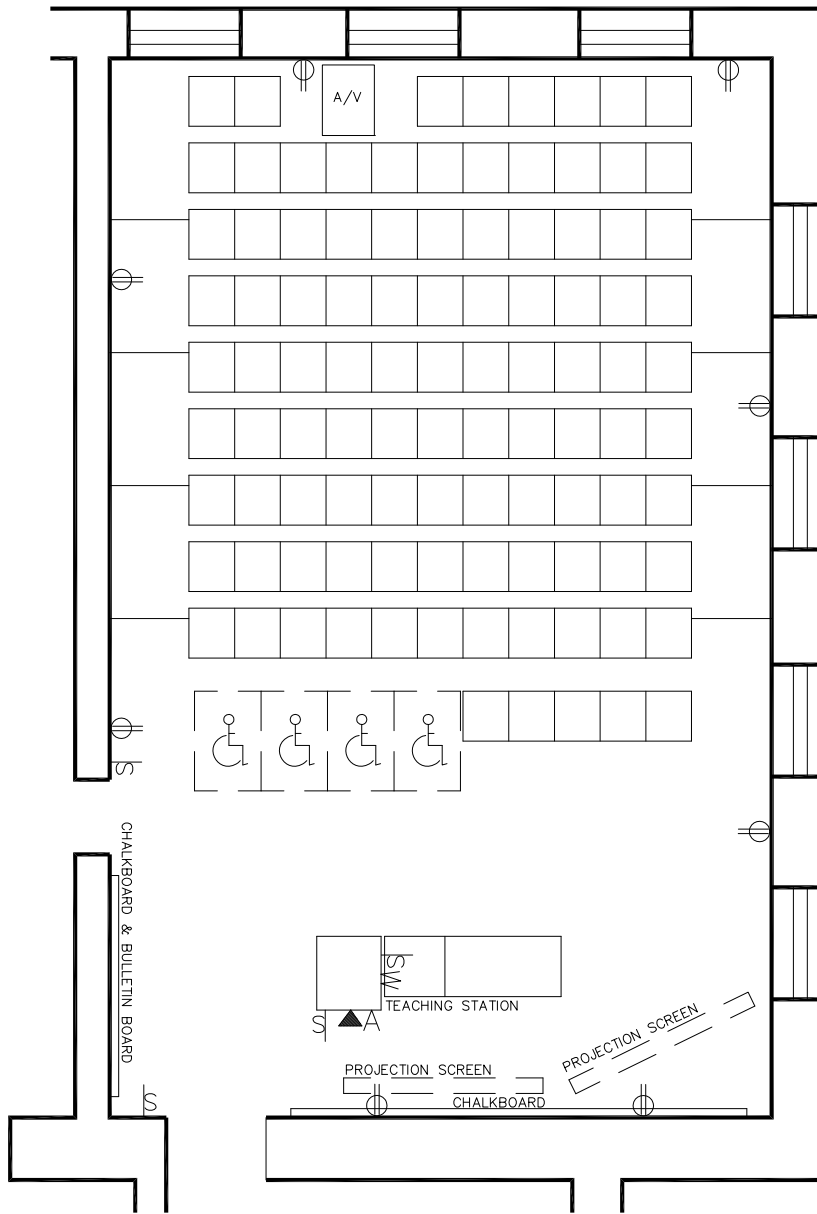 A/V
S
CHALKBOARD & BULLETIN BOARD
SW
TEACHING STATION
S
A
PROJECTION SCREEN
PROJECTION SCREEN
CHALKBOARD
S